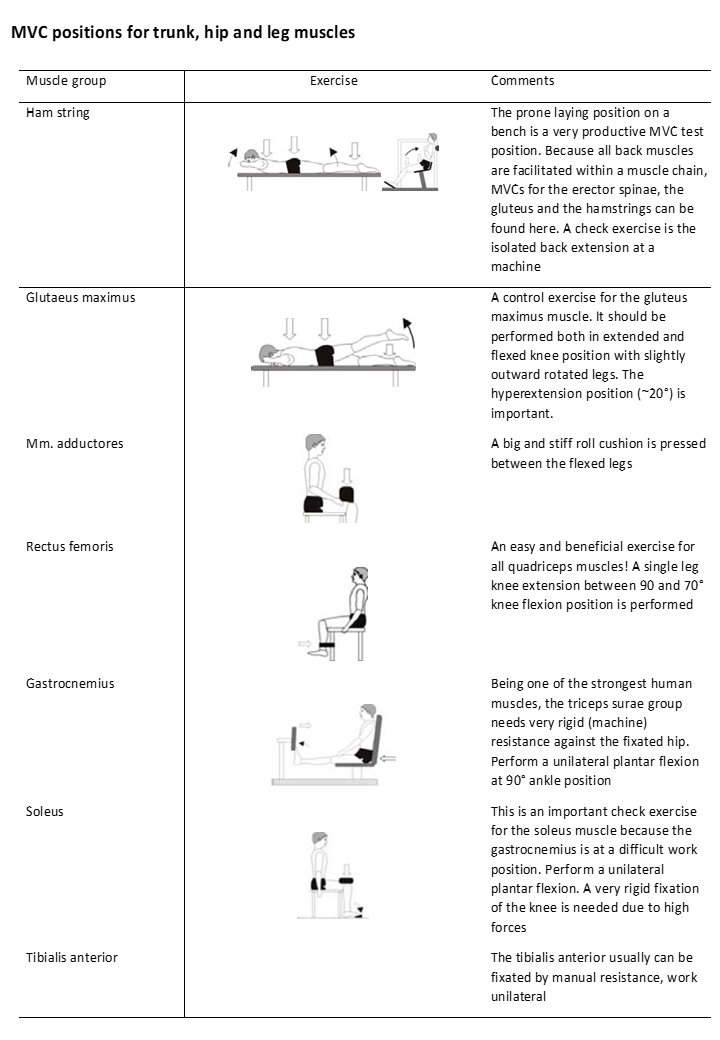 MVC positions for trunk, hip and leg muscles
Muscle group
Exercise
Comments
Ham string
The prone laying position on a
bench is a very productive MVC test
position. Because all back muscles
are facilitated within a muscle chain,
MVCs for the erector spinae, the
gluteus and the hamstrings can be
found here. A check exercise is the
isolated back extension at a
machine
Glutaeus maximus
A control exercise for the gluteus
maximus muscle. It should be
performed both in extended and
flexed knee position with slightly
outward rotated legs. The
hyperextension position (~20°) is
important.
Mm. adductores
A big and stiff roll cushion is pressed
between the flexed legs
Rectus femoris
An easy and beneficial exercise for
all quadriceps muscles! A single leg
knee extension between 90 and 70°
knee flexion position is performed
Gastrocnemius
Being one of the strongest human
muscles, the triceps surae group
needs very rigid (machine)
resistance against the fixated hip.
Perform a unilateral plantar flexion
at 90° ankle position
Soleus
This is an important check exercise
for the soleus muscle because the
gastrocnemius is at a difficult work
position. Perform a unilateral
plantar flexion. A very rigid fixation
of the knee is needed due to high
forces
Tibialis anterior
The tibialis anterior usually can be
fixated by manual resistance, work
unilateral